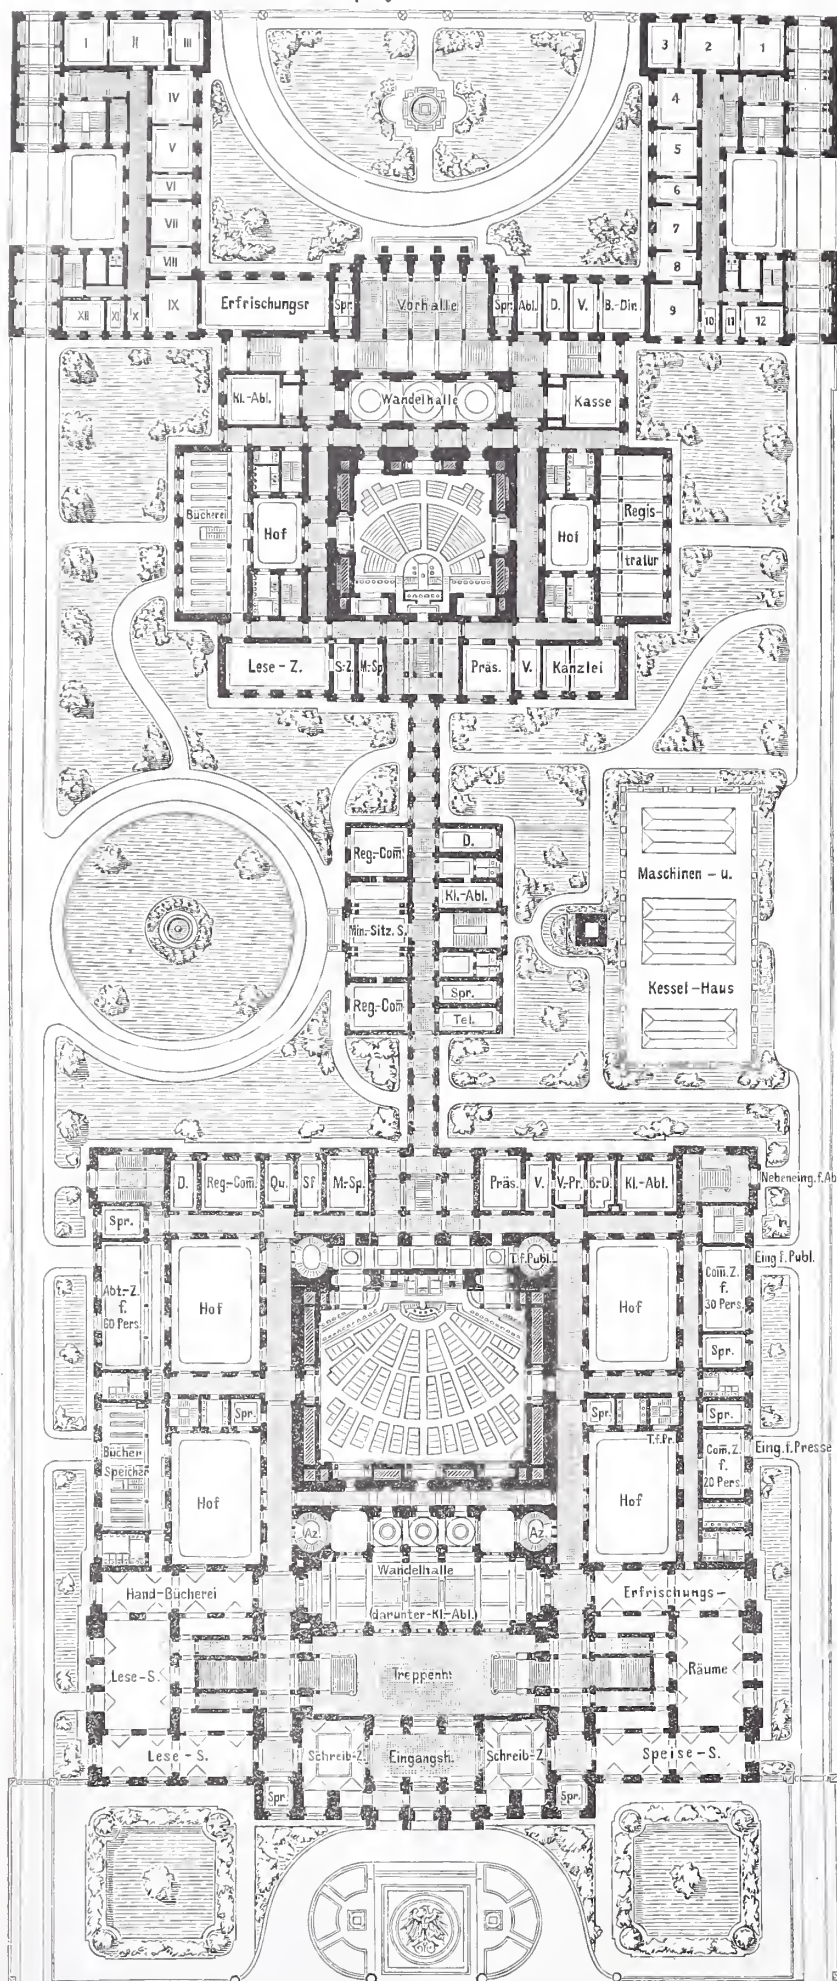 I II III
3 2 1
IV
4
V
5
VI
6
VII
7
VIII
8
IX
9
XII XI X
10 11 12
Erfrischungsr
Spr.
Vorhalle
Spr.
Abl.
D.
V.
B.-Dir.
Kl.-Abl.
Wandelhalle
Kasse
Bücherei
Hof
Hof
Regis-
tratur
Lese-Z.
S.-Z.
M.-Sp.
Präs.
V.
Kanzlei
Reg.-Com̅.
D.
Kl.-Abl.
Min.-Sitz. S.
Spr.
Reg.-Com̅
Tel.
Maschinen-u.
Kessel-Haus
D.
Reg.-Com̅.
Qu.
Sf
M.-Sp.
Präs.
V.
V.-Pr.
B.-D.
Kl.-Abl.
Nebeneing. f. Ab
Spr.
T.f.Publ.
Eing f. Publ.
Abt.-Z.
f.
60 Pers.
Hof
Hof
Com̅. Z.
f.
30 Pers.
Spr.
Spr.
Spr.
Spr.
T.f.Pr.
Eing. f. Presse
Bücher
Speicher
Hof
Hof
Com̅. Z.
f.
20 Pers.
Az.
Az.
Wandelhalle
(darunter-Kl.-Abl.)
Hand-Bücherei
Erfrischungs-
Lese-S.
Treppenh.
Räume
Lese-S.
Schreib-Z.
Eingangsh.
Schreib-Z.
Speise-S.
Spr.
Spr.